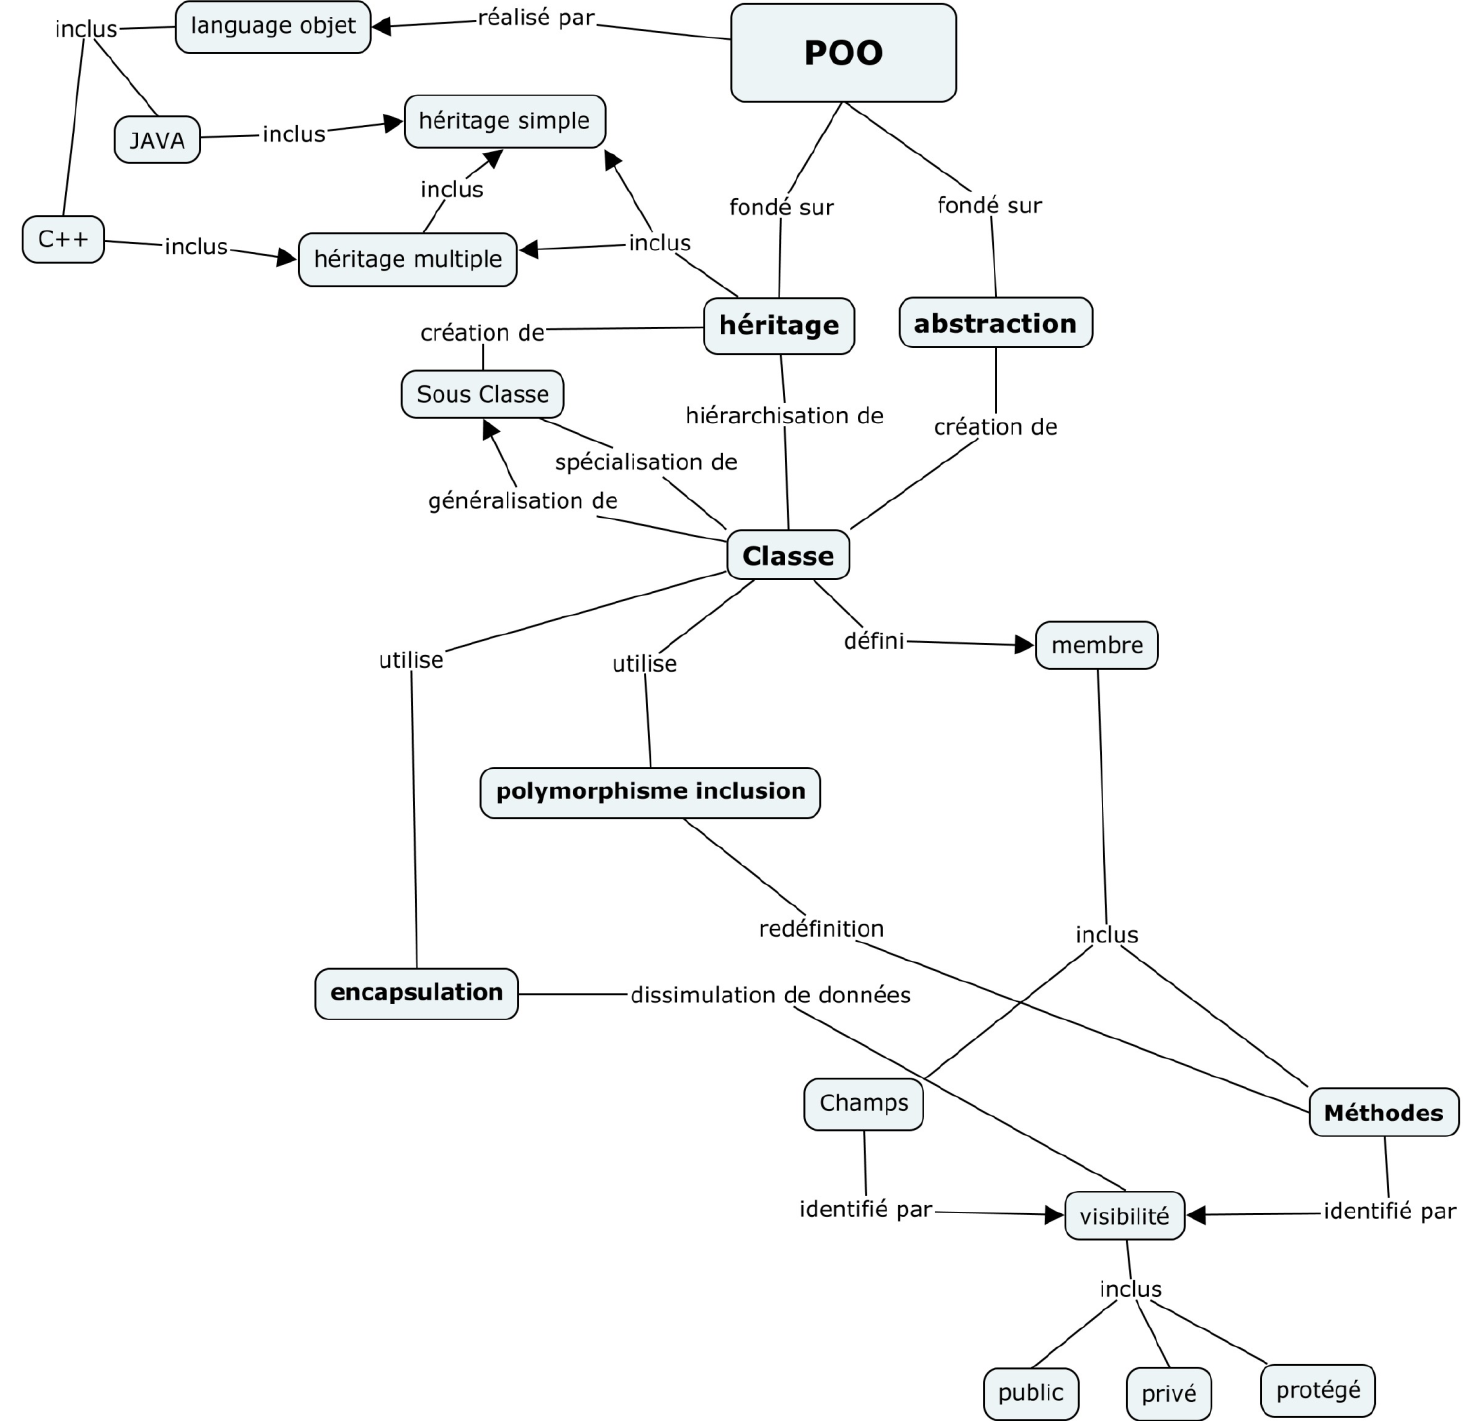 inclus
language objet
réalisé par
POO
JAVA
inclus
héritage simple
inclus
fondé sur
fondé sur
C++
inclus
héritage multiple
inclus
création de
héritage
abstraction
Sous Classe
hiérarchisation de
création de
spécialisation de
généralisation de
Classe
utilise
utilise
défini
membre
polymorphisme inclusion
redéfinition
inclus
encapsulation
dissimulation de données
Champs
Méthodes
identifié par
visibilité
identifié par
inclus
public
privé
protégé